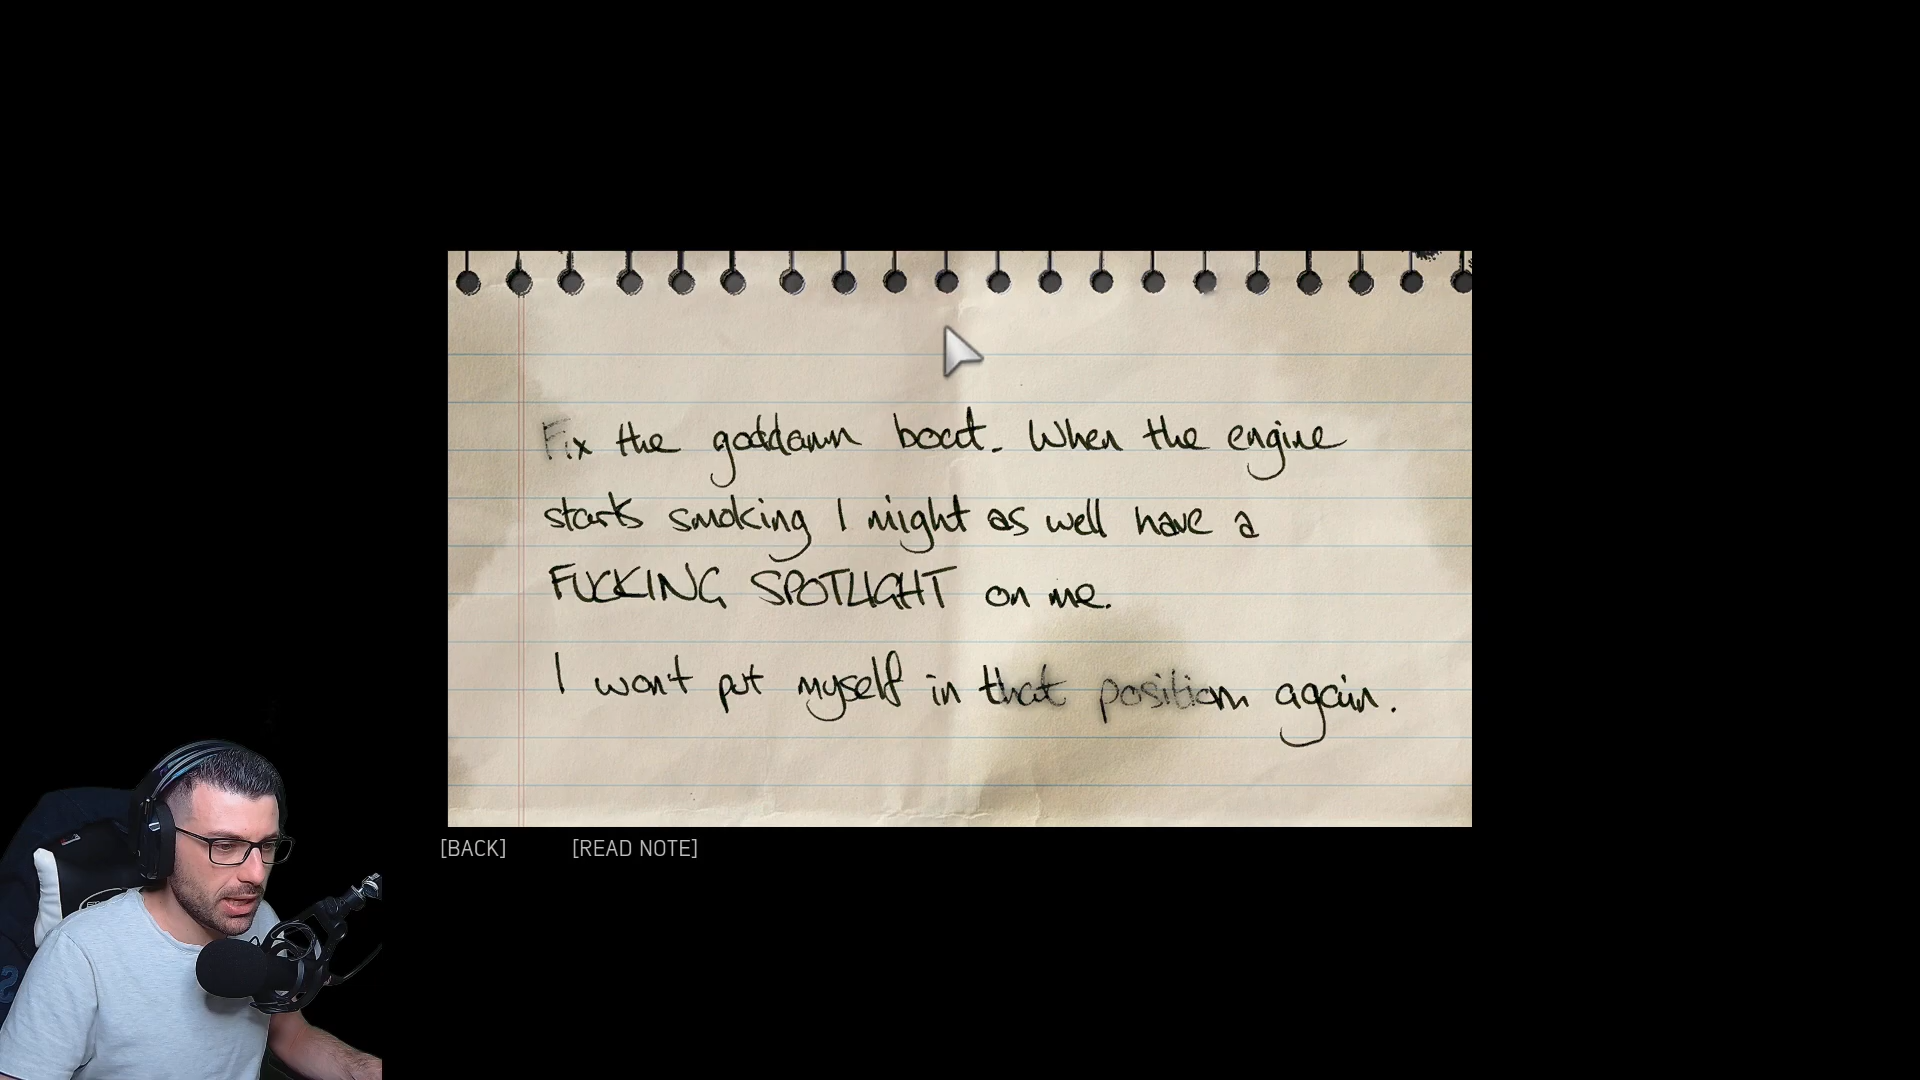 Fix the goddamn boat. When the engine
starts smoking I might as well have a
FUCKING SPOTLIGHT on me.
I won't put myself in that position again.
[BACK] [READ NOTE]